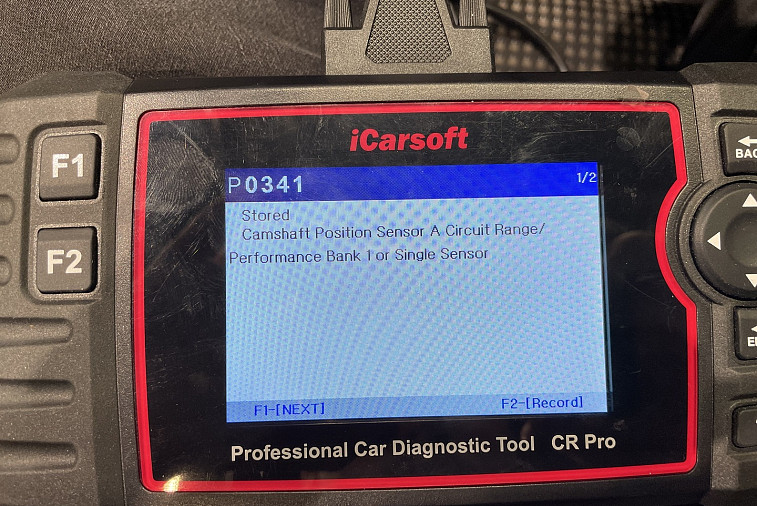 iCarsoft
F1
P0341 1/2
BAC
Stored
Camshaft Position Sensor A Circuit Range/
Performance Bank 1 or Single Sensor
F2
F1-[NEXT] F2-[Record]
Professional Car Diagnostic Tool CR Pro